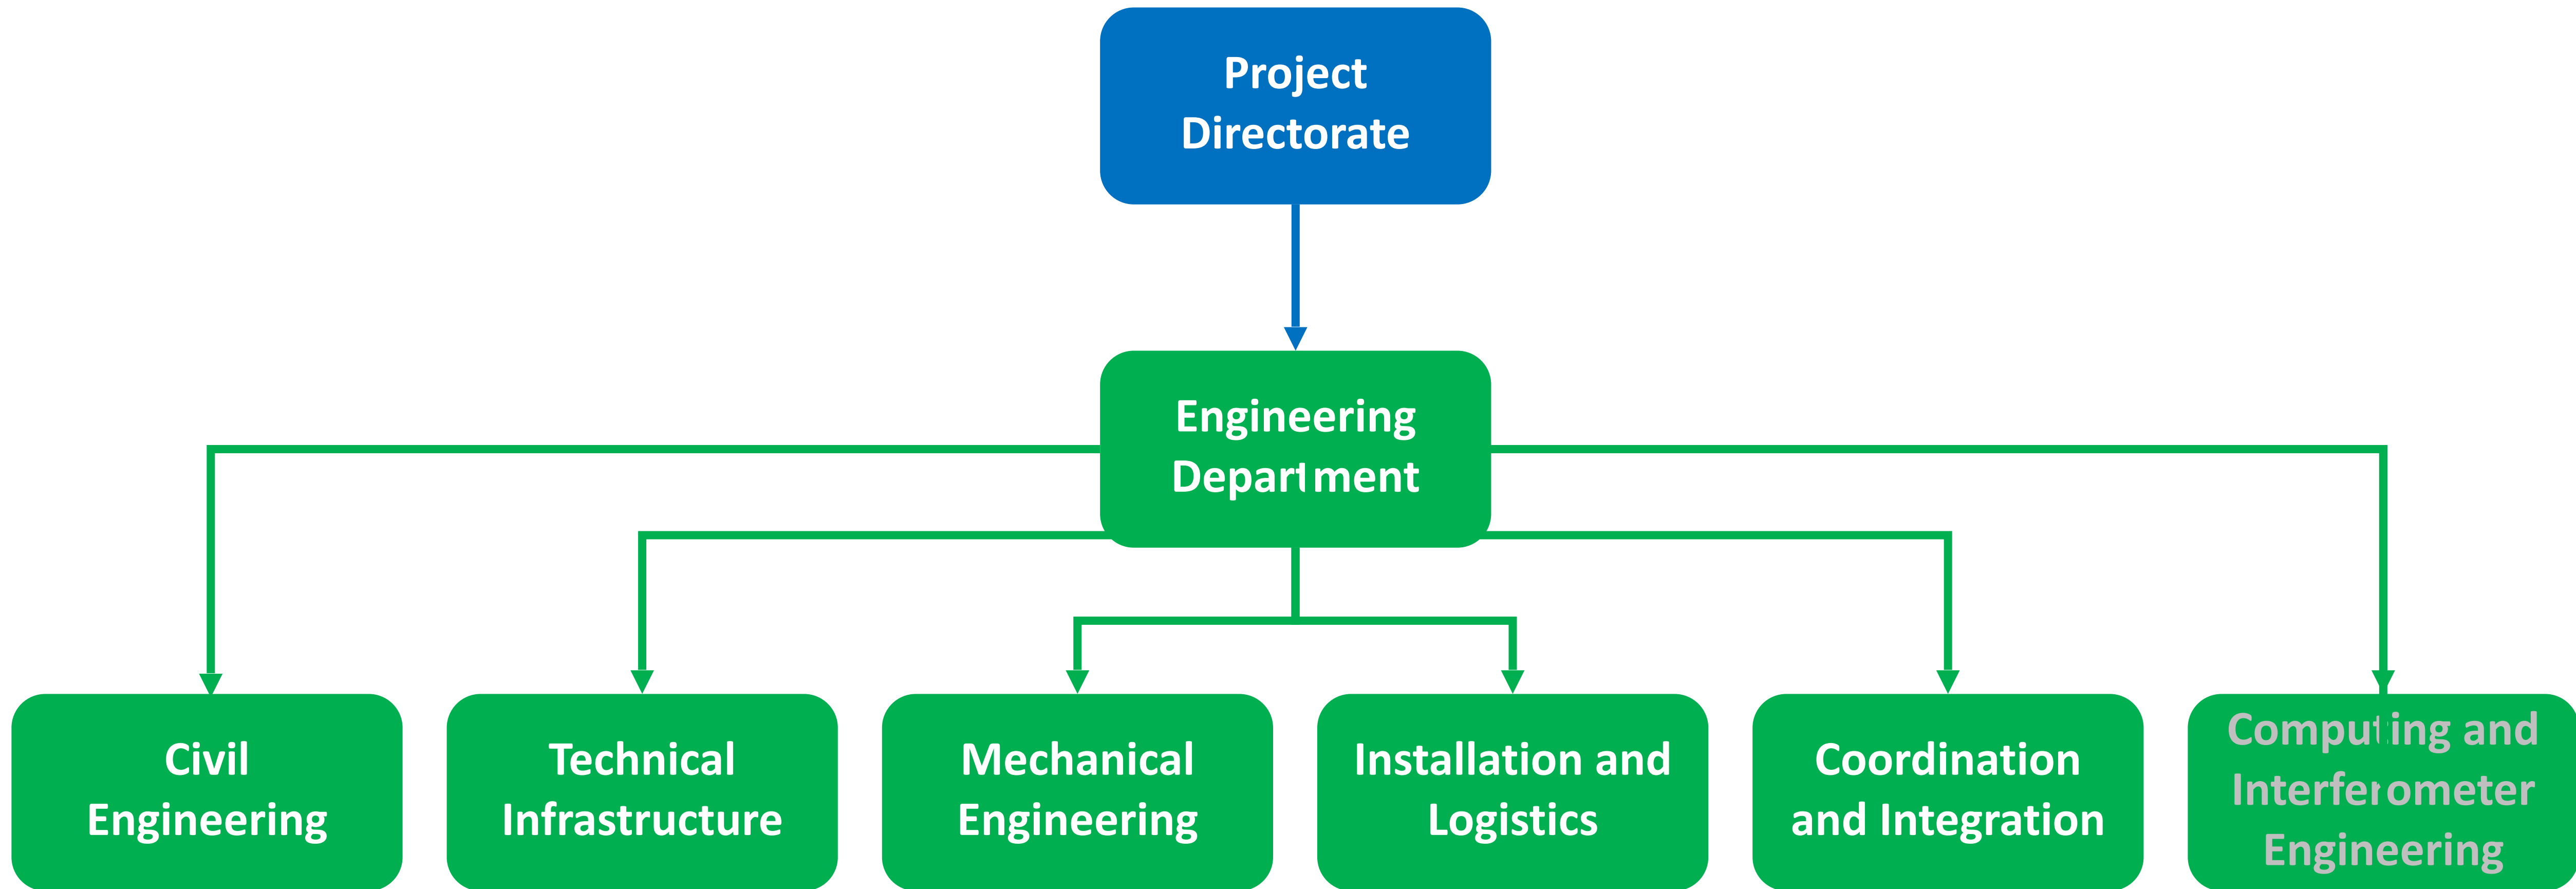 Project
Directorate
Engineering
Department
Civil
Engineering
Technical
Infrastructure
Mechanical
Engineering
Installation and
Logistics
Coordination
and Integration
Computing and
Interferometer
Engineering